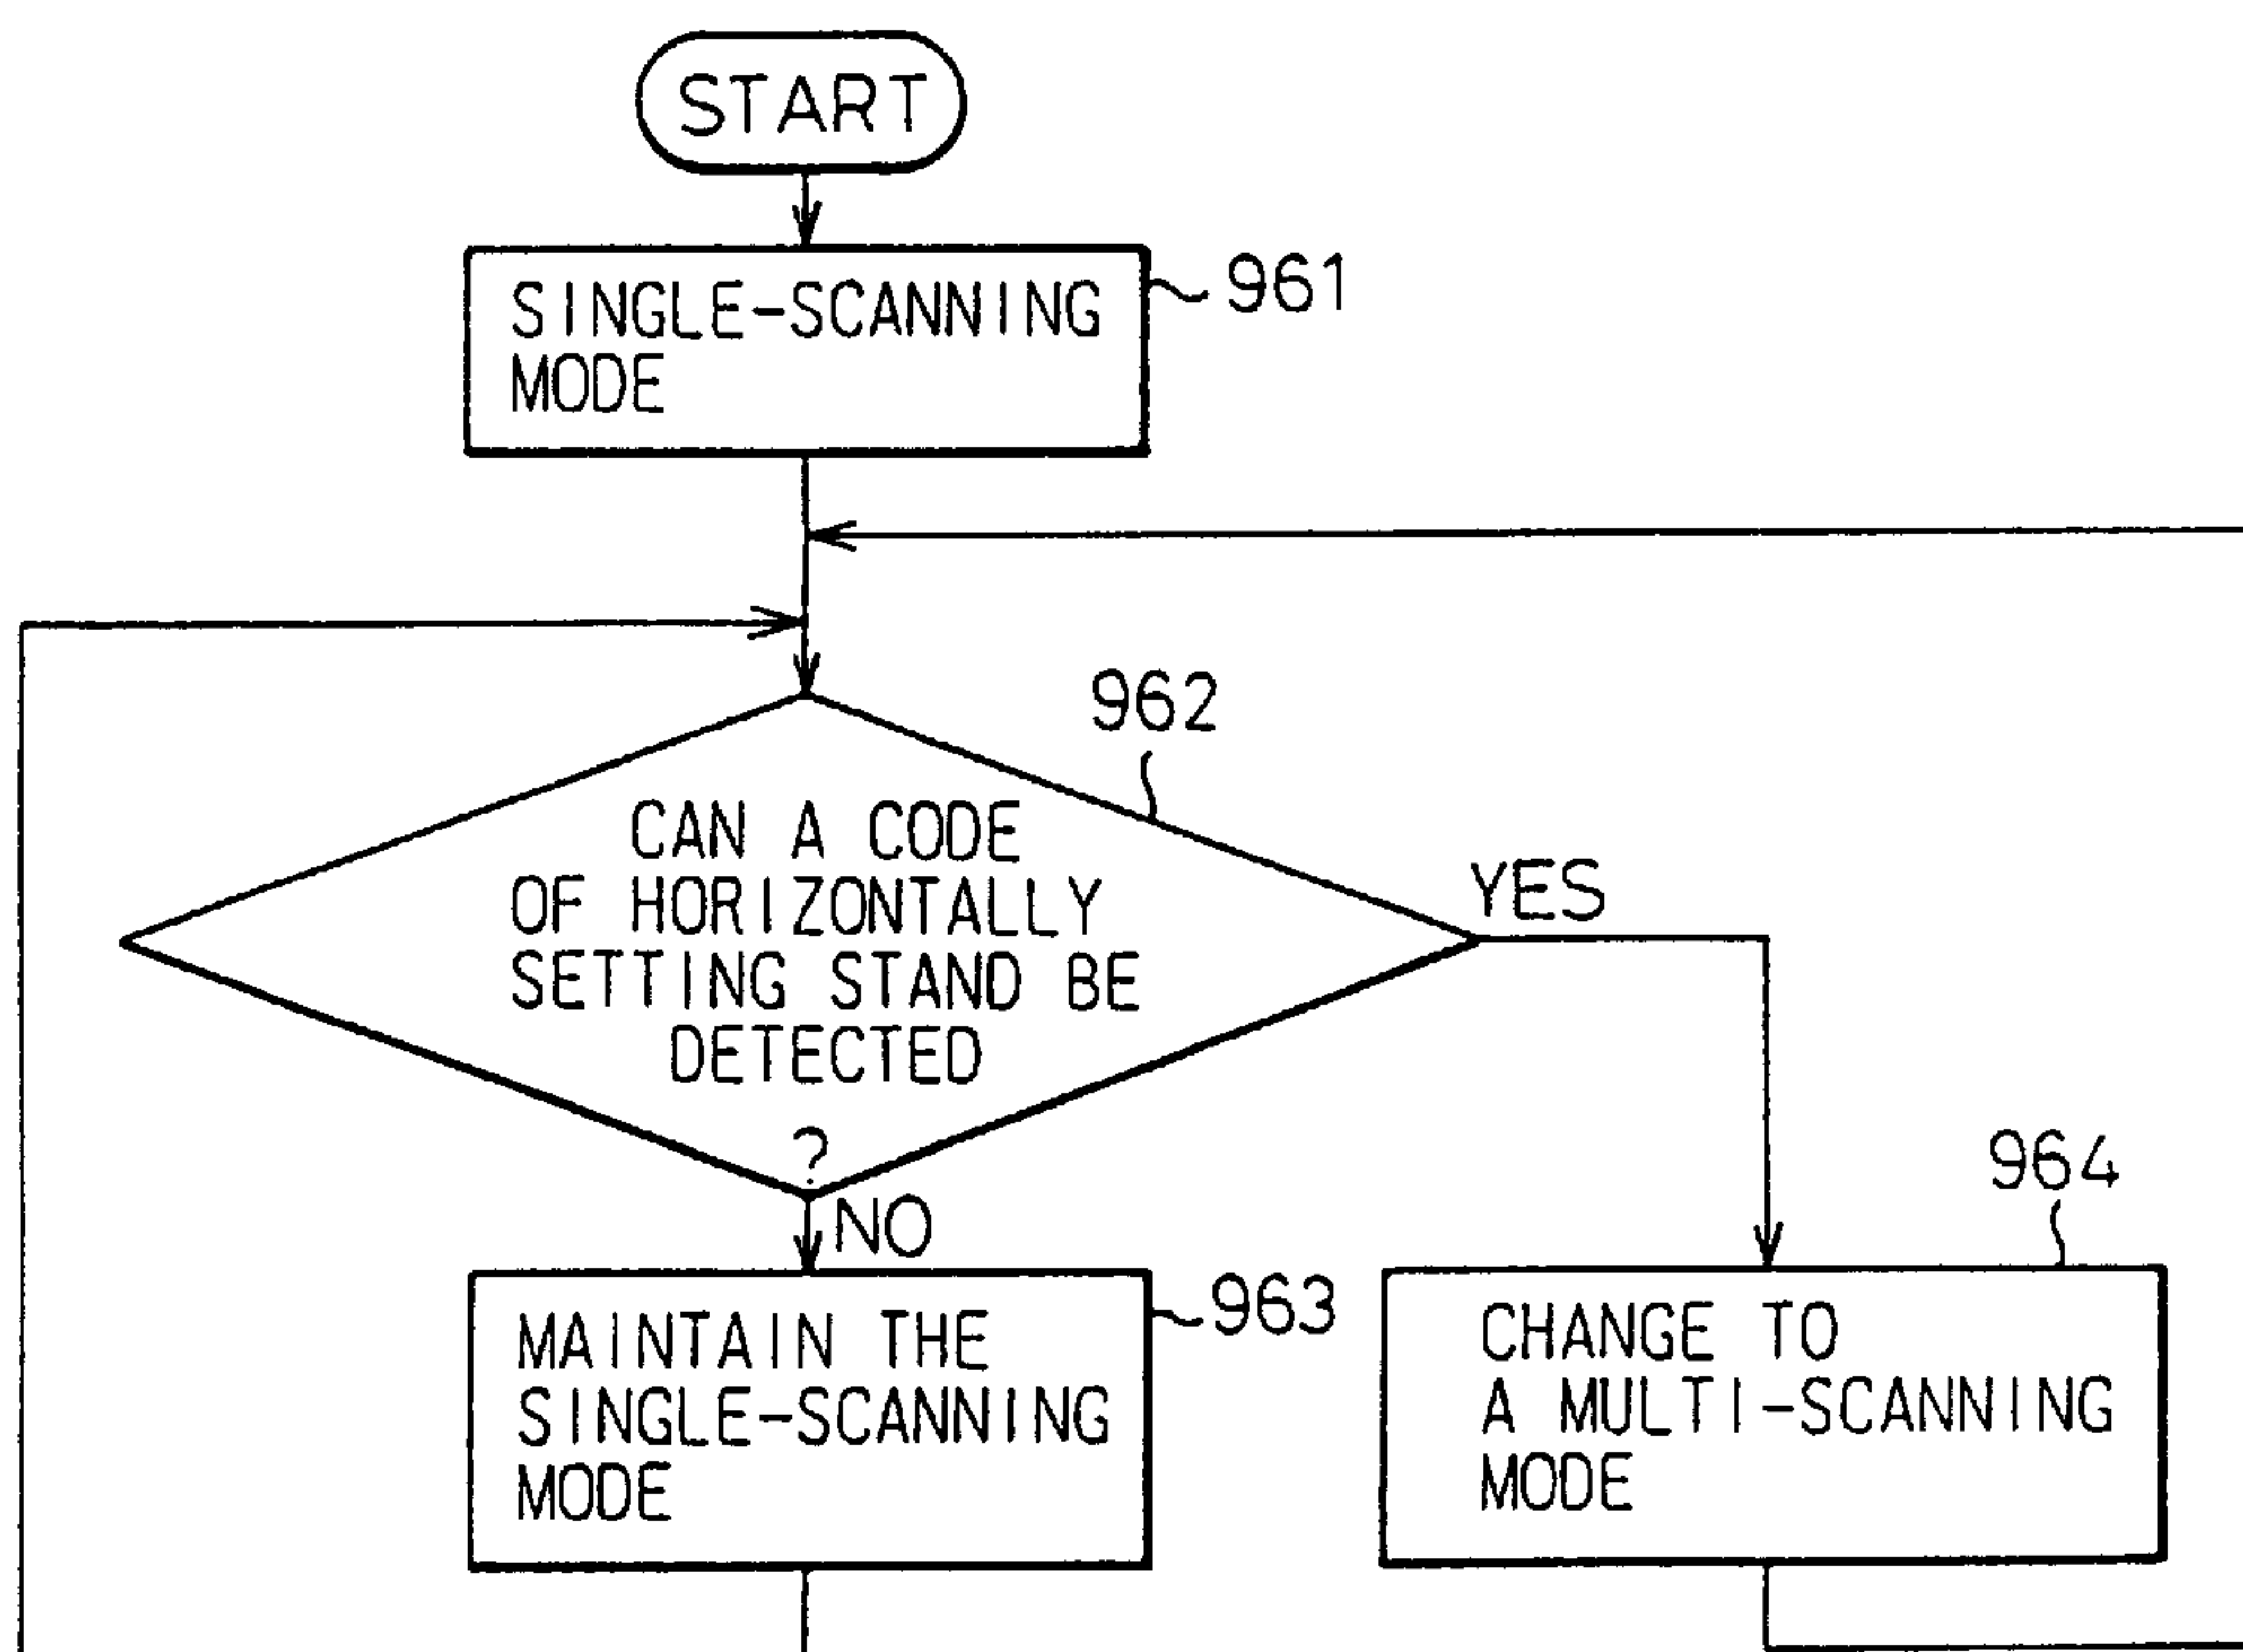 START
SINGLE-SCANNING
MODE
961
962
CAN A CODE
OF HORIZONTALLY
SETTING STAND BE
DETECTED
?
YES
NO
964
MAINTAIN THE
SINGLE-SCANNING
MODE
963
CHANGE TO
A MULTI-SCANNING
MODE